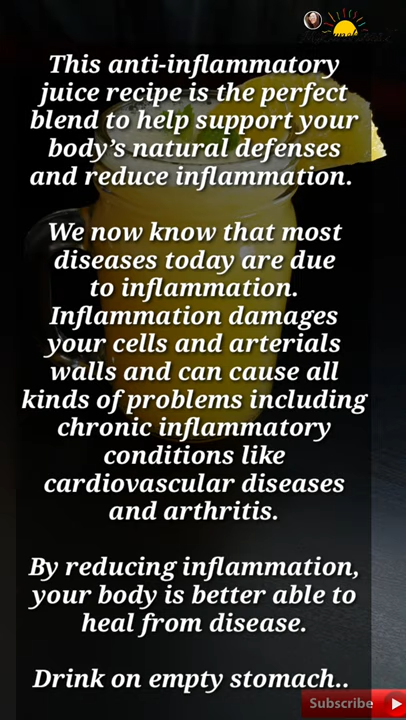 This anti-inflammatory
juice recipe is the perfect
blend to help support your
body's natural defenses
and reduce inflammation.
We now know that most
diseases today are due
to inflammation.
Inflammation damages
your cells and arterials
walls and can cause all
kinds of problems including
chronic inflammatory
conditions like
cardiovascular diseases
and arthritis.
By reducing inflammation,
your body is better able to
heal from disease.
Drink on empty stomach..
Subscribe